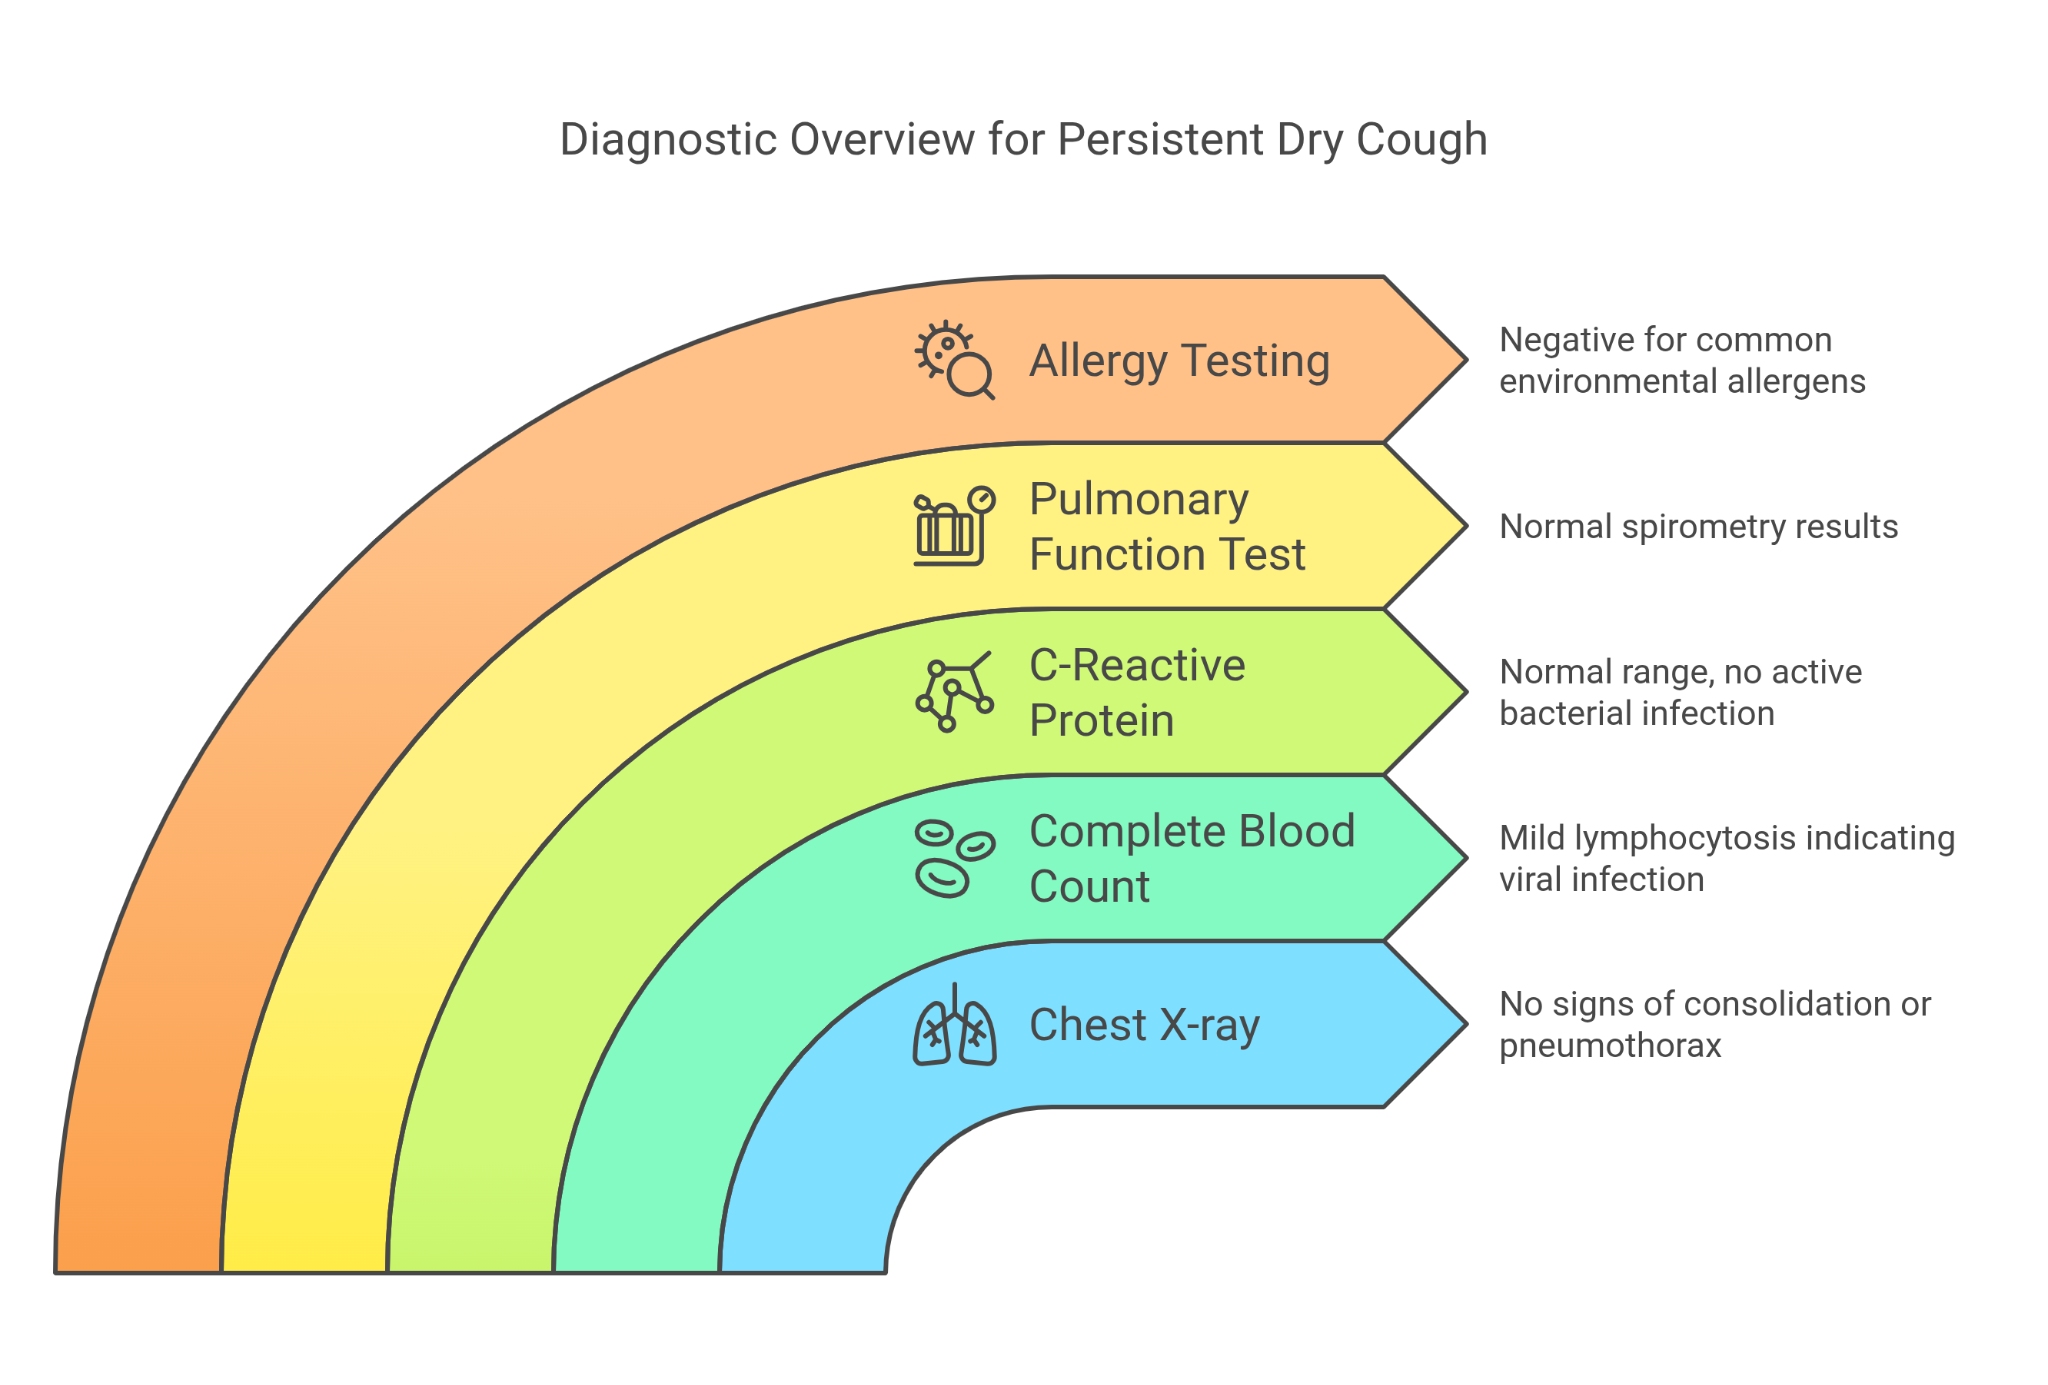 Diagnostic Overview for Persistent Dry Cough
Allergy Testing
Negative for common
environmental allergens
Pulmonary
Function Test
Normal spirometry results
C-Reactive
Protein
Normal range, no active
bacterial infection
Complete Blood
Count
Mild lymphocytosis indicating
viral infection
Chest X-ray
No signs of consolidation or
pneumothorax